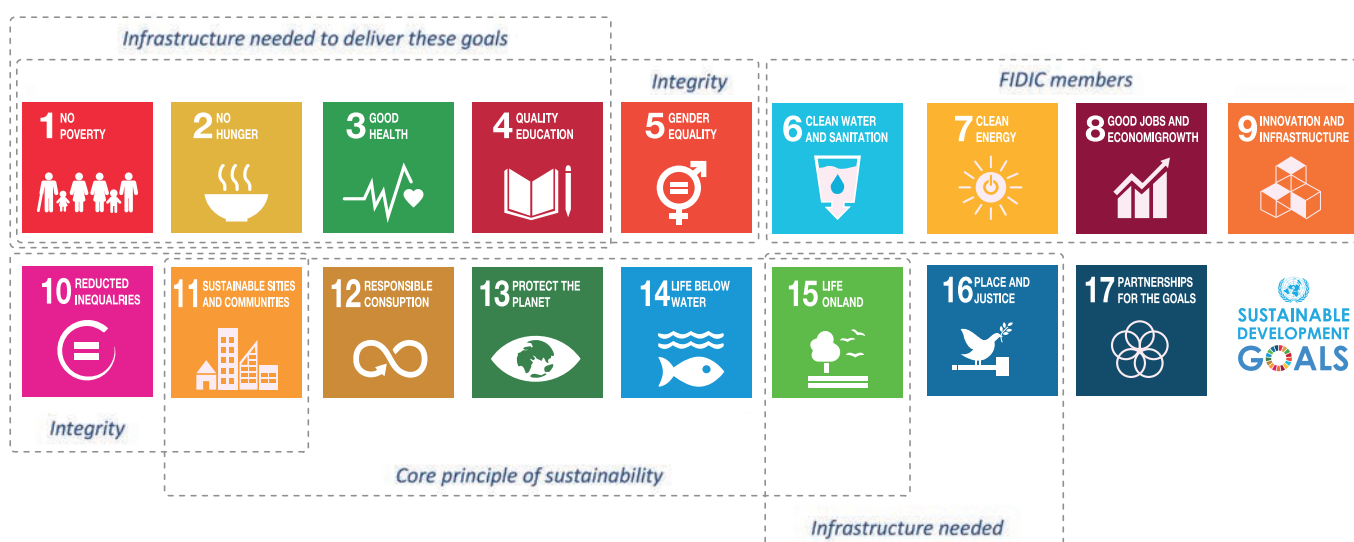 Infrastructure needed to deliver these goals
Integrity
FIDIC members
1 NO
POVERTY
2 NO
HUNGER
3 GOOD
HEALTH
4 QUALITY
EDUCATION
5 GENDER
EQUALITY
6 CLEAN WATER
AND SANITATION
7 CLEAN
ENERGY
8 GOOD JOBS AND
ECONOMIGROWTH
9 INNOVATION AND
INFRASTRUCTURE
10 REDUCTED
INEQUALRIES
11 SUSTAINABLE SITES
AND COMMUNITIES
12 RESPONSIBLE
CONSUPTION
13 PROTECT THE
PLANET
14 LIFE BELOW
WATER
15 LIFE
ONLAND
16 PLACE AND
JUSTICE
17 PARTNERSHIPS
FOR THE GOALS
SUSTAINABLE
DEVELOPMENT
GOALS
Integrity
Core principle of sustainability
Infrastructure needed